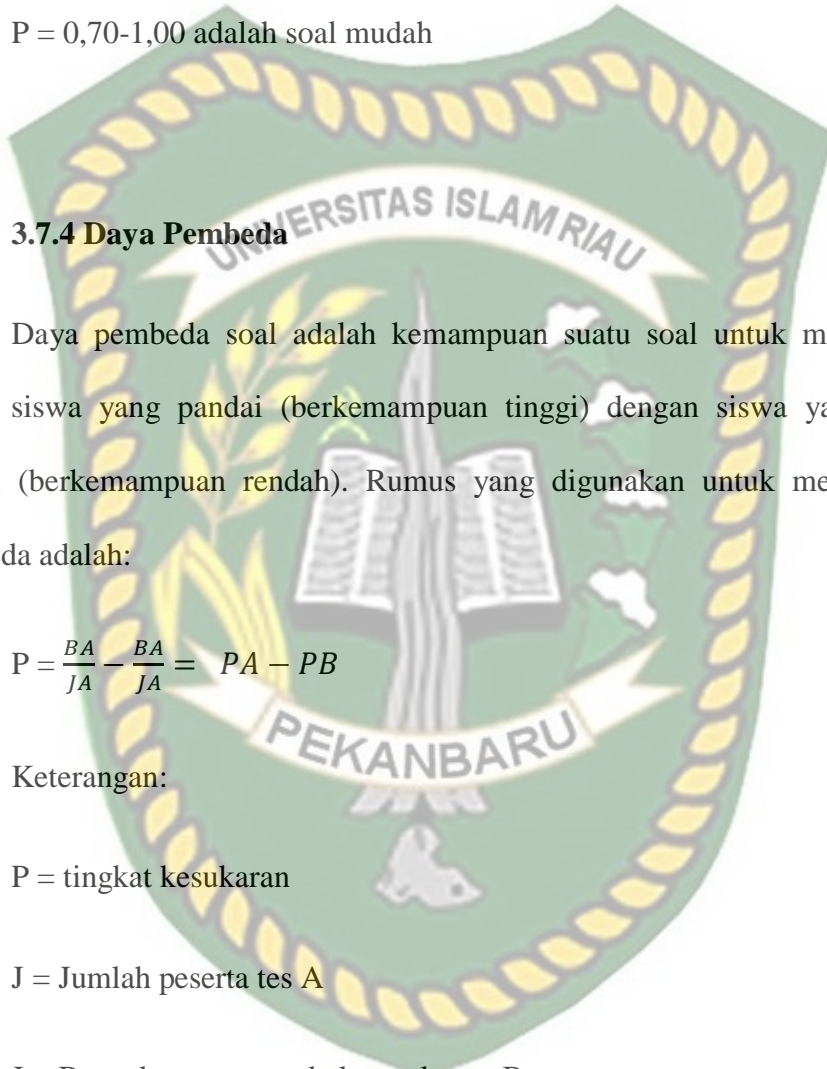 P = 0,70-1,00 adalah soal mudah
UNIVERSITAS ISLAM RIAU
3.7.4 Daya Pembeda
Daya pembeda soal adalah kemampuan suatu soal untuk m
siswa yang pandai (berkemampuan tinggi) dengan siswa ya
(berkemampuan rendah). Rumus yang digunakan untuk me
da adalah:
P = BA/JA − BA/JA = PA − PB
PEKANBARU
Keterangan:
P = tingkat kesukaran
J = Jumlah peserta tes A